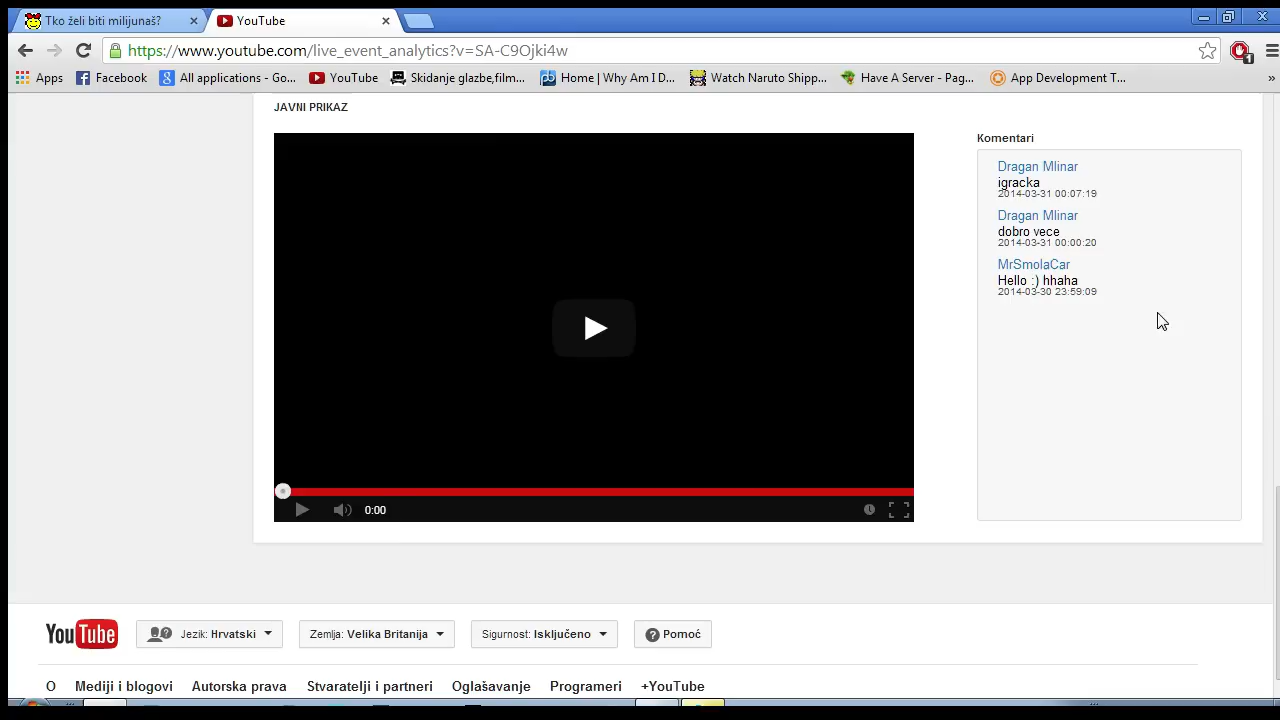 Tko želi biti milijunaš?
YouTube
https://www.youtube.com/live_event_analytics?v=SA-C9Ojki4w
1
Apps
Facebook
All applications - Go...
YouTube
Skidanje glazbe,film...
Home | Why Am I D...
Watch Naruto Shipp...
Have A Server - Pag...
App Development T...
»
JAVNI PRIKAZ
Komentari
Dragan Mlinar
igracka
2014-03-31 00:07:19
Dragan Mlinar
dobro vece
2014-03-31 00:00:20
MrSmolaCar
Hello :) hhaha
2014-03-30 23:59:09
0:00
YouTube
Jezik: Hrvatski
Zemlja: Velika Britanija
Sigurnost: Isključeno
Pomoć
O
Mediji i blogovi
Autorska prava
Stvaratelji i partneri
Oglašavanje
Programeri
+YouTube